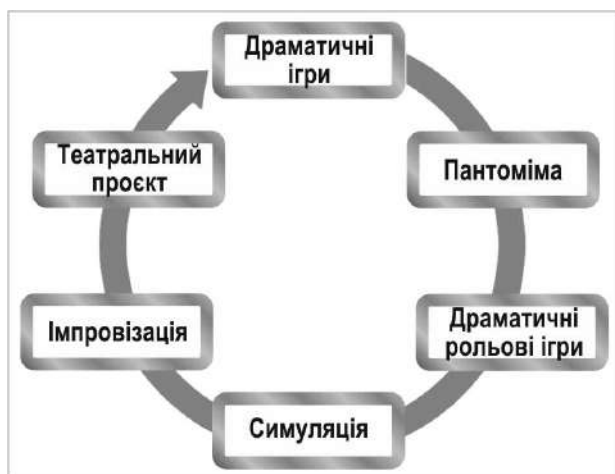 Драматичні
ігри
Пантоміма
Драматичні
рольові ігри
Симуляція
Імпровізація
Театральний
проєкт